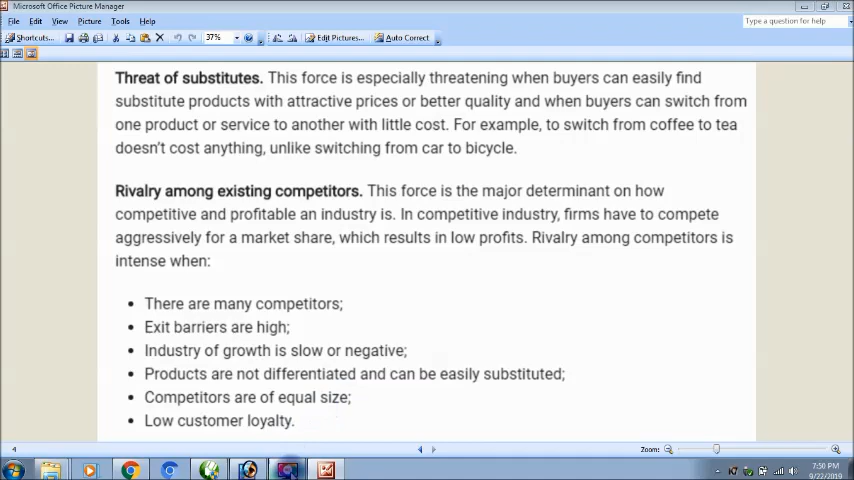 Microsoft Office Picture Manager
File Edit View Picture Tools Help
Type a question for help
Shortcuts... 37% Edit Pictures... Auto Correct
Threat of substitutes. This force is especially threatening when buyers can easily find
substitute products with attractive prices or better quality and when buyers can switch from
one product or service to another with little cost. For example, to switch from coffee to tea
doesn't cost anything, unlike switching from car to bicycle.
Rivalry among existing competitors. This force is the major determinant on how
competitive and profitable an industry is. In competitive industry, firms have to compete
aggressively for a market share, which results in low profits. Rivalry among competitors is
intense when:
• There are many competitors;
• Exit barriers are high;
• Industry of growth is slow or negative;
• Products are not differentiated and can be easily substituted;
• Competitors are of equal size;
• Low customer loyalty.
4 Zoom:
7:50 PM
9/22/2019